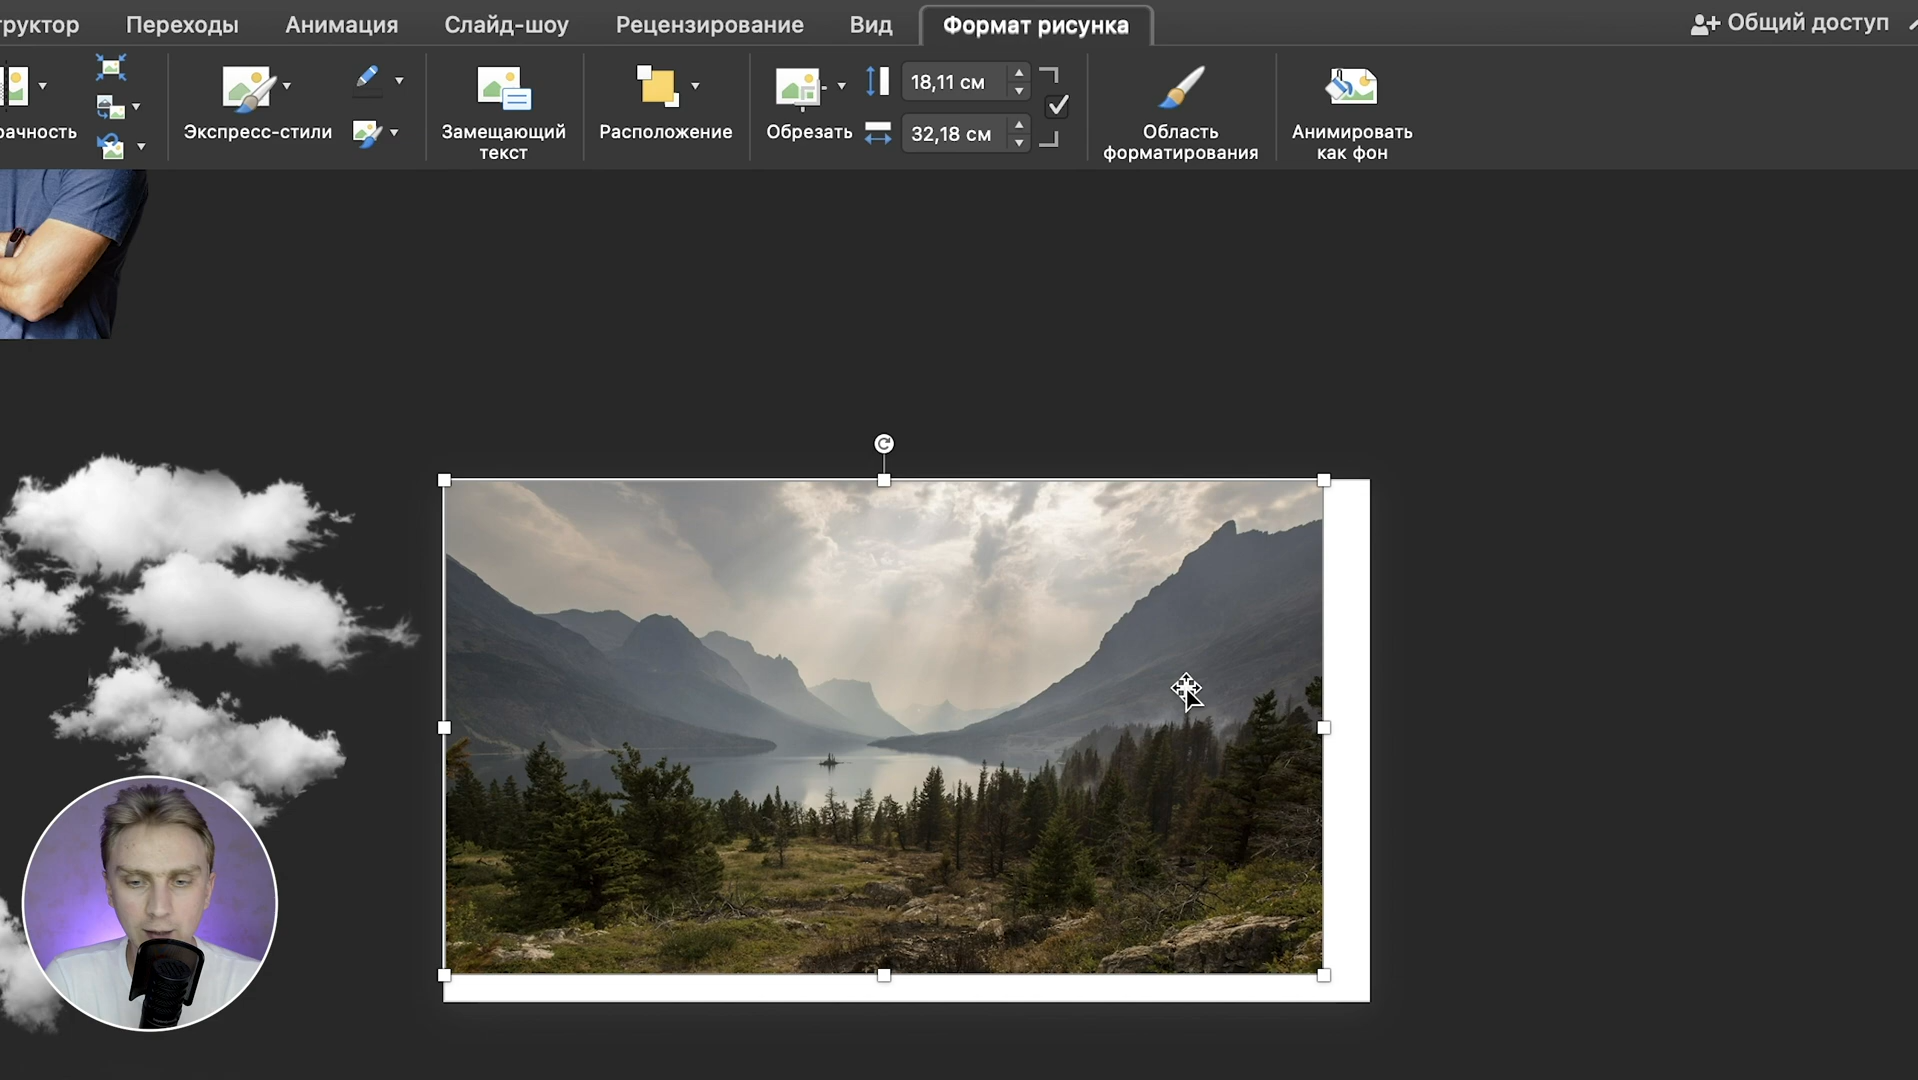 руктор Переходы Анимация Слайд-шоу Рецензирование Вид Формат рисунка Общий доступ
рачность Экспресс-стили Замещающий Расположение Обрезать 18,11 см Область Анимировать
текст 32,18 см форматирования как фон